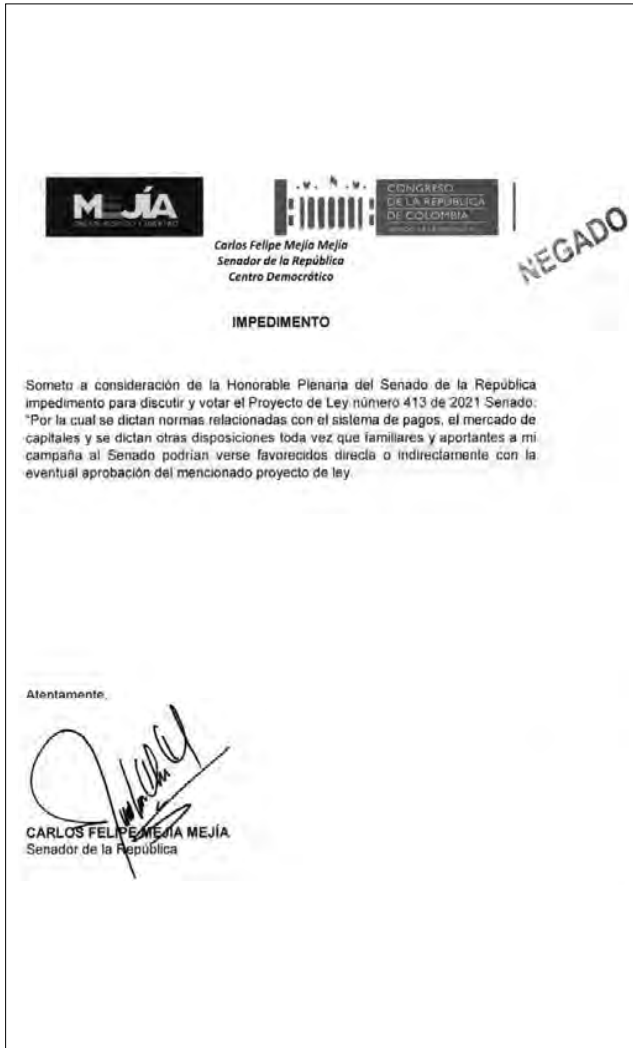 MEJÍA
CONGRESO
DE LA REPÚBLICA
DE COLOMBIA
NEGADO
Carlos Felipe Mejía Mejía
Senador de la República
Centro Democrático
IMPEDIMENTO
Someto a consideración de la Honorable Plenaria del Senado de la República
impedimento para discutir y votar el Proyecto de Ley número 413 de 2021 Senado:
“Por la cual se dictan normas relacionadas con el sistema de pagos, el mercado de
capitales y se dictan otras disposiciones toda vez que familiares y aportantes a mi
campaña al Senado podrían verse favorecidos directa o indirectamente con la
eventual aprobación del mencionado proyecto de ley.
Atentamente,
CARLOS FELIPE MEJÍA MEJÍA
Senador de la República